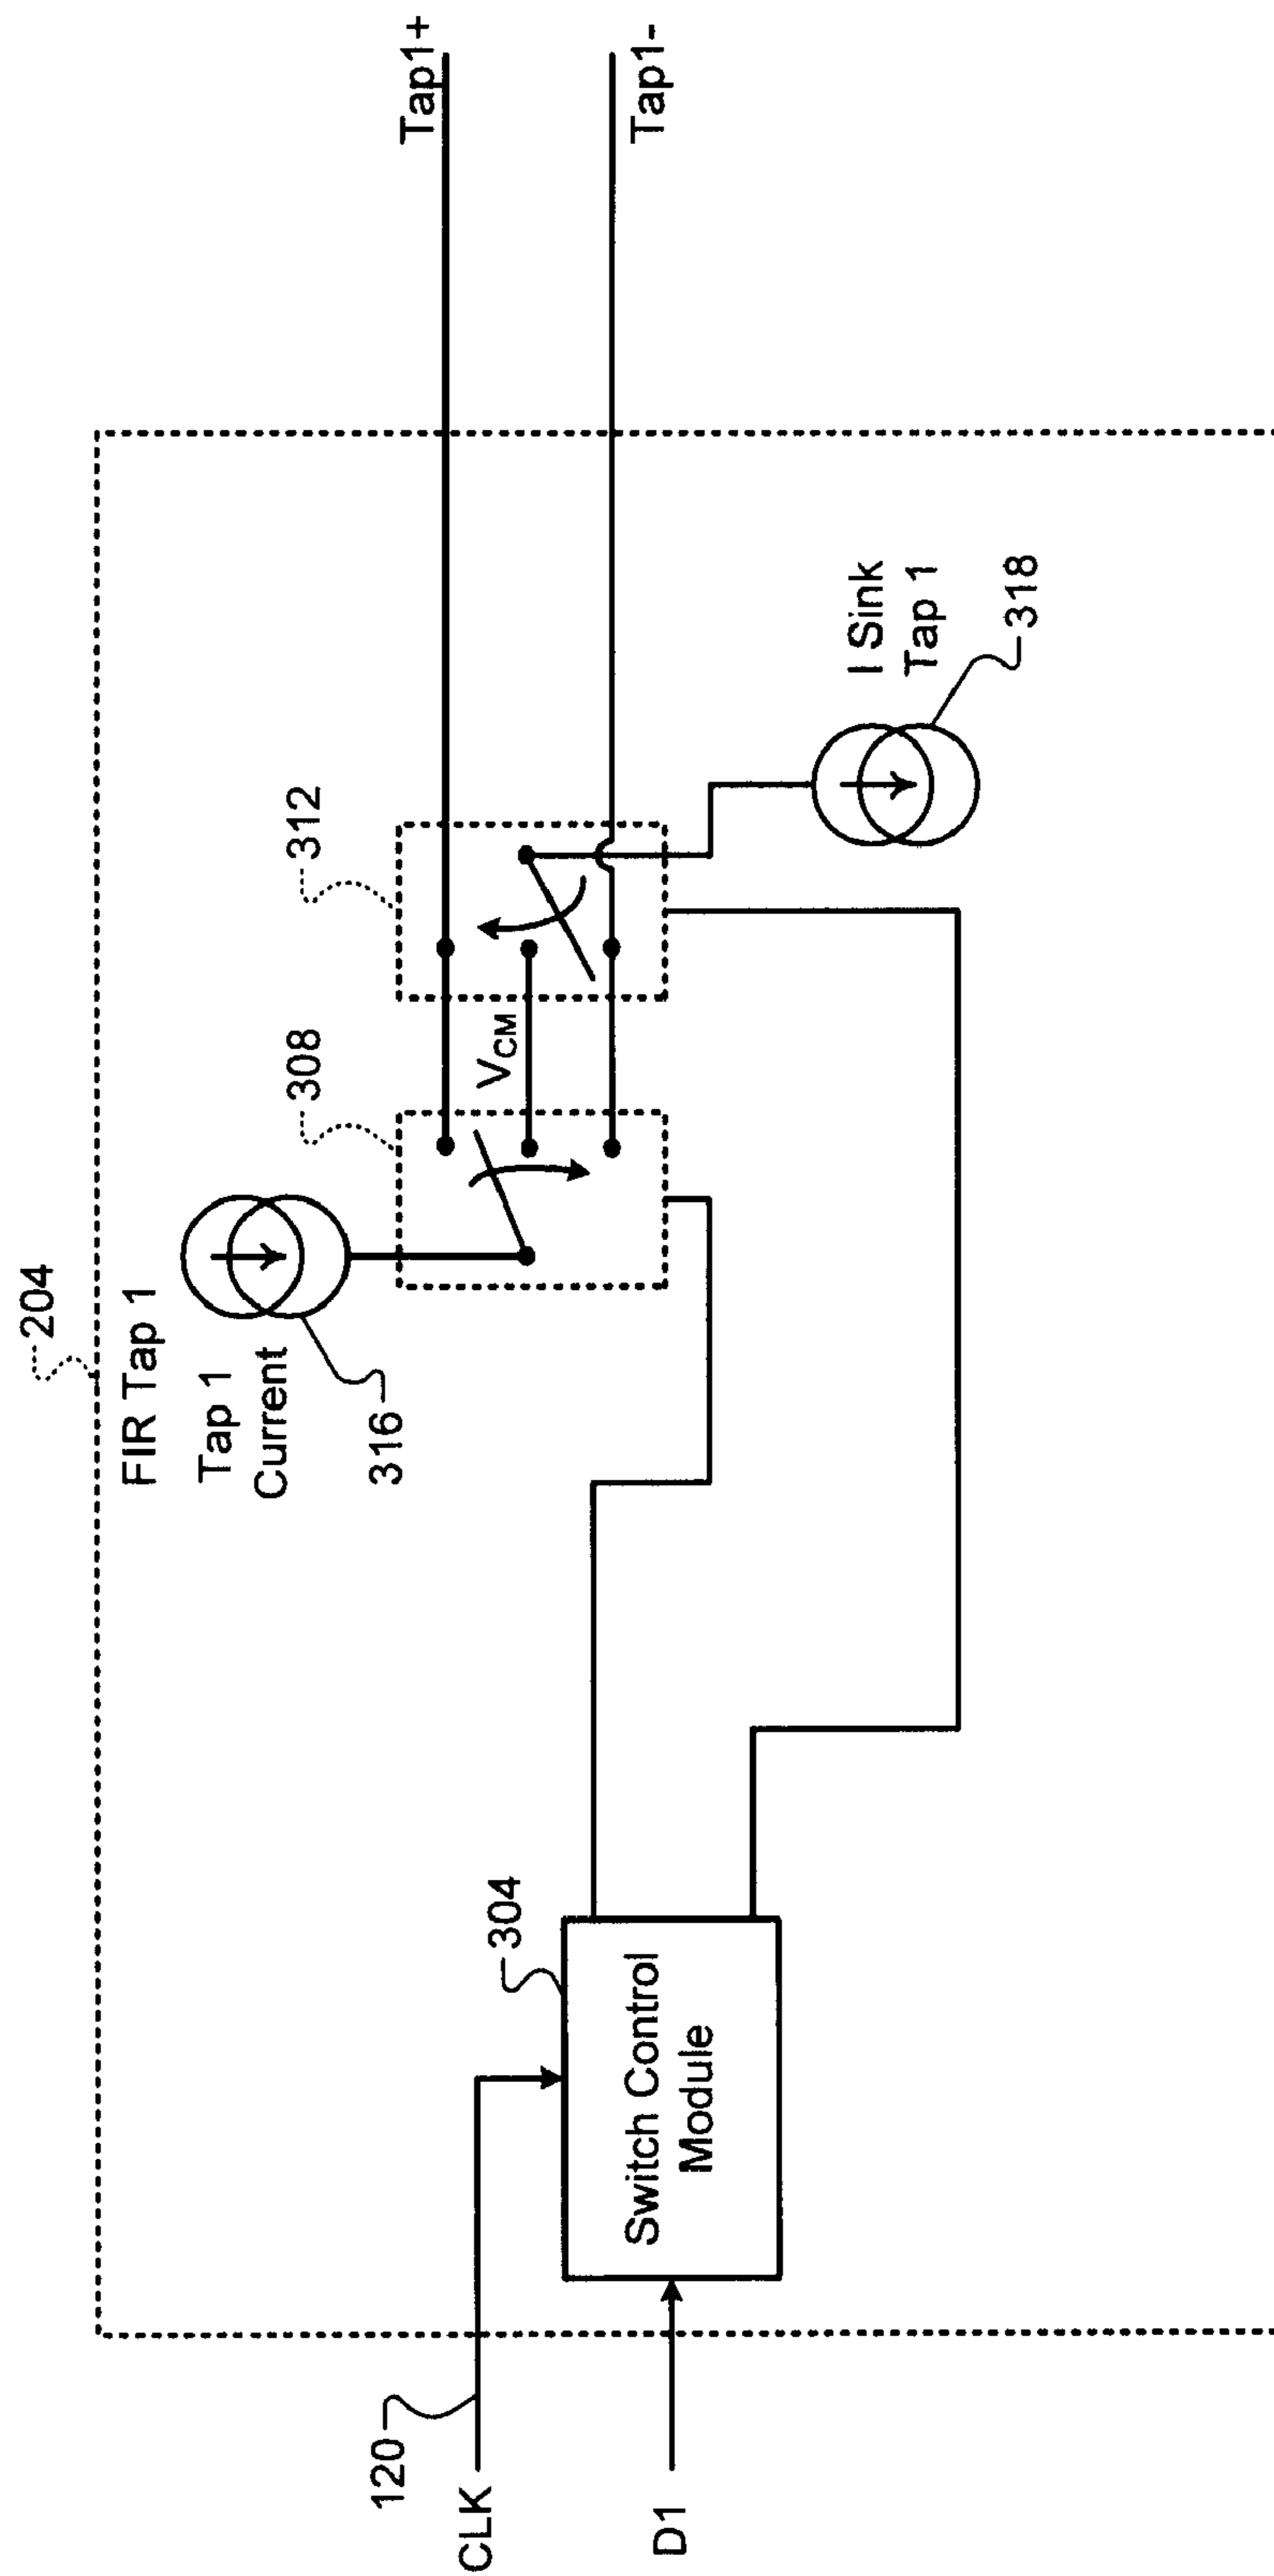 204
FIR Tap 1
Tap 1
Current
316
308
312
V_CM
Tap1+
Tap1-
I Sink
Tap 1
318
120
CLK
D1
304
Switch Control
Module